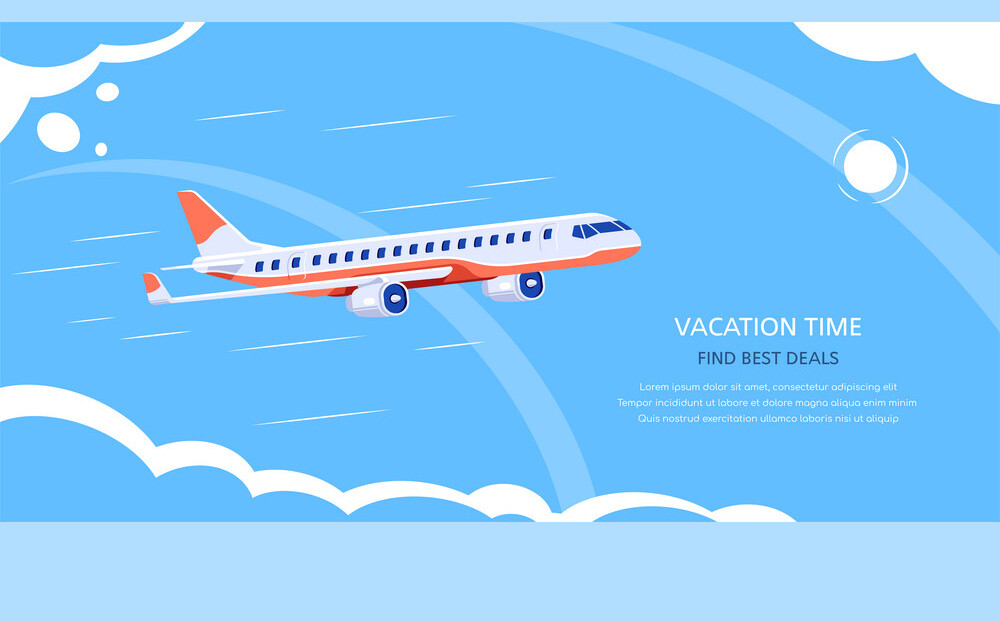 VACATION TIME
FIND BEST DEALS
Lorem ipsum dolor sit amet, consectetur adipiscing elit
Tempor incididunt ut labore et dolore magna aliqua enim minim
Quis nostrud exercitation ullamco laboris nisi ut aliquip